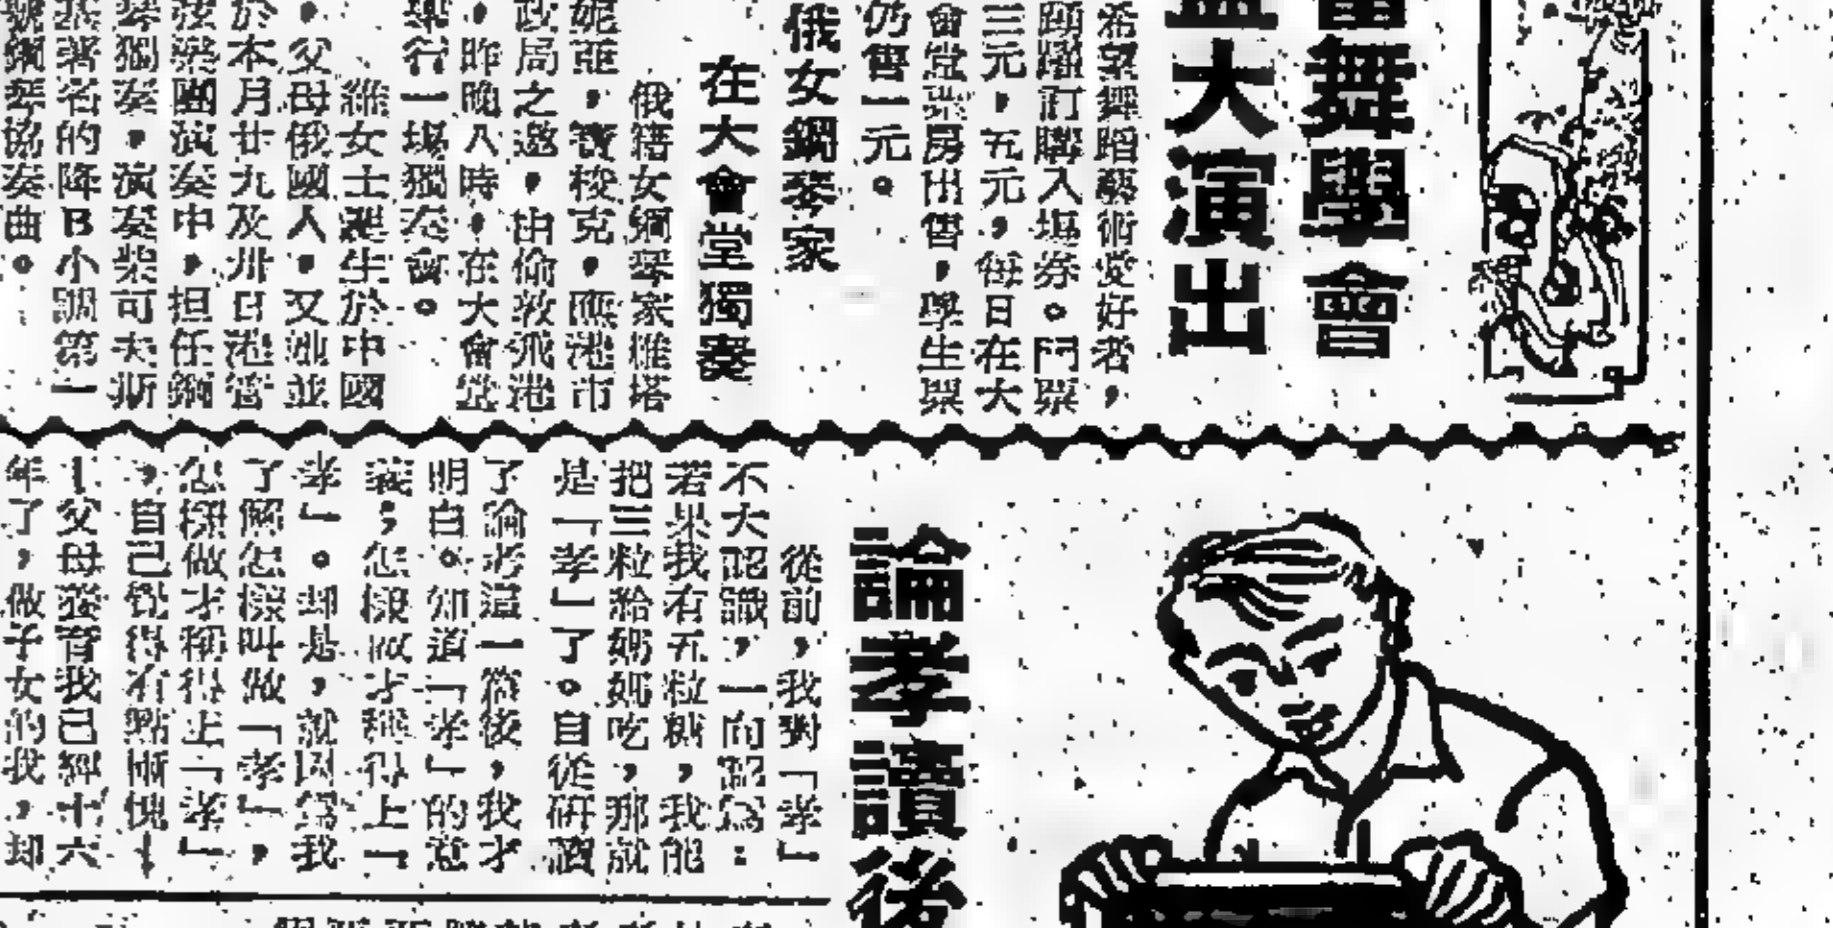 舞學會
大演出
希望舞蹈藝術愛好者，
踴躍訂購入場券。門票
三元，五元，每日在大
會堂票房出售，學生票
仍售一元。
俄女鋼琴家
在大會堂獨奏
俄籍女鋼琴家維塔
妮亞，寶梭克，應港市
政局之邀，由倫敦飛港
，昨晚八時，在大會堂
舉行一場獨奏會。
維女士誕生於中國
，父母俄國人，又她並
於本月廿九及卅日港管
弦樂團演奏中，担任鋼
琴獨奏，演奏柴可夫斯
基著名的降B小調第一
號鋼琴協奏曲。
論孝讀後
從前，我對「孝」
不大認識，一向認為：
若果我有五粒糖，我能
把三粒給媽媽吃，那就
是「孝」了。自從研讀
了論孝這一篇後，我才
明白。知道「孝」的意
義；怎樣做才稱得上「
孝」。却是，就因為我
了解怎樣叫做「孝」，
怎樣做才稱得上「孝」
，自己覺得有點慚愧！
！父母養育我已經十六
年了，做子女的我，却